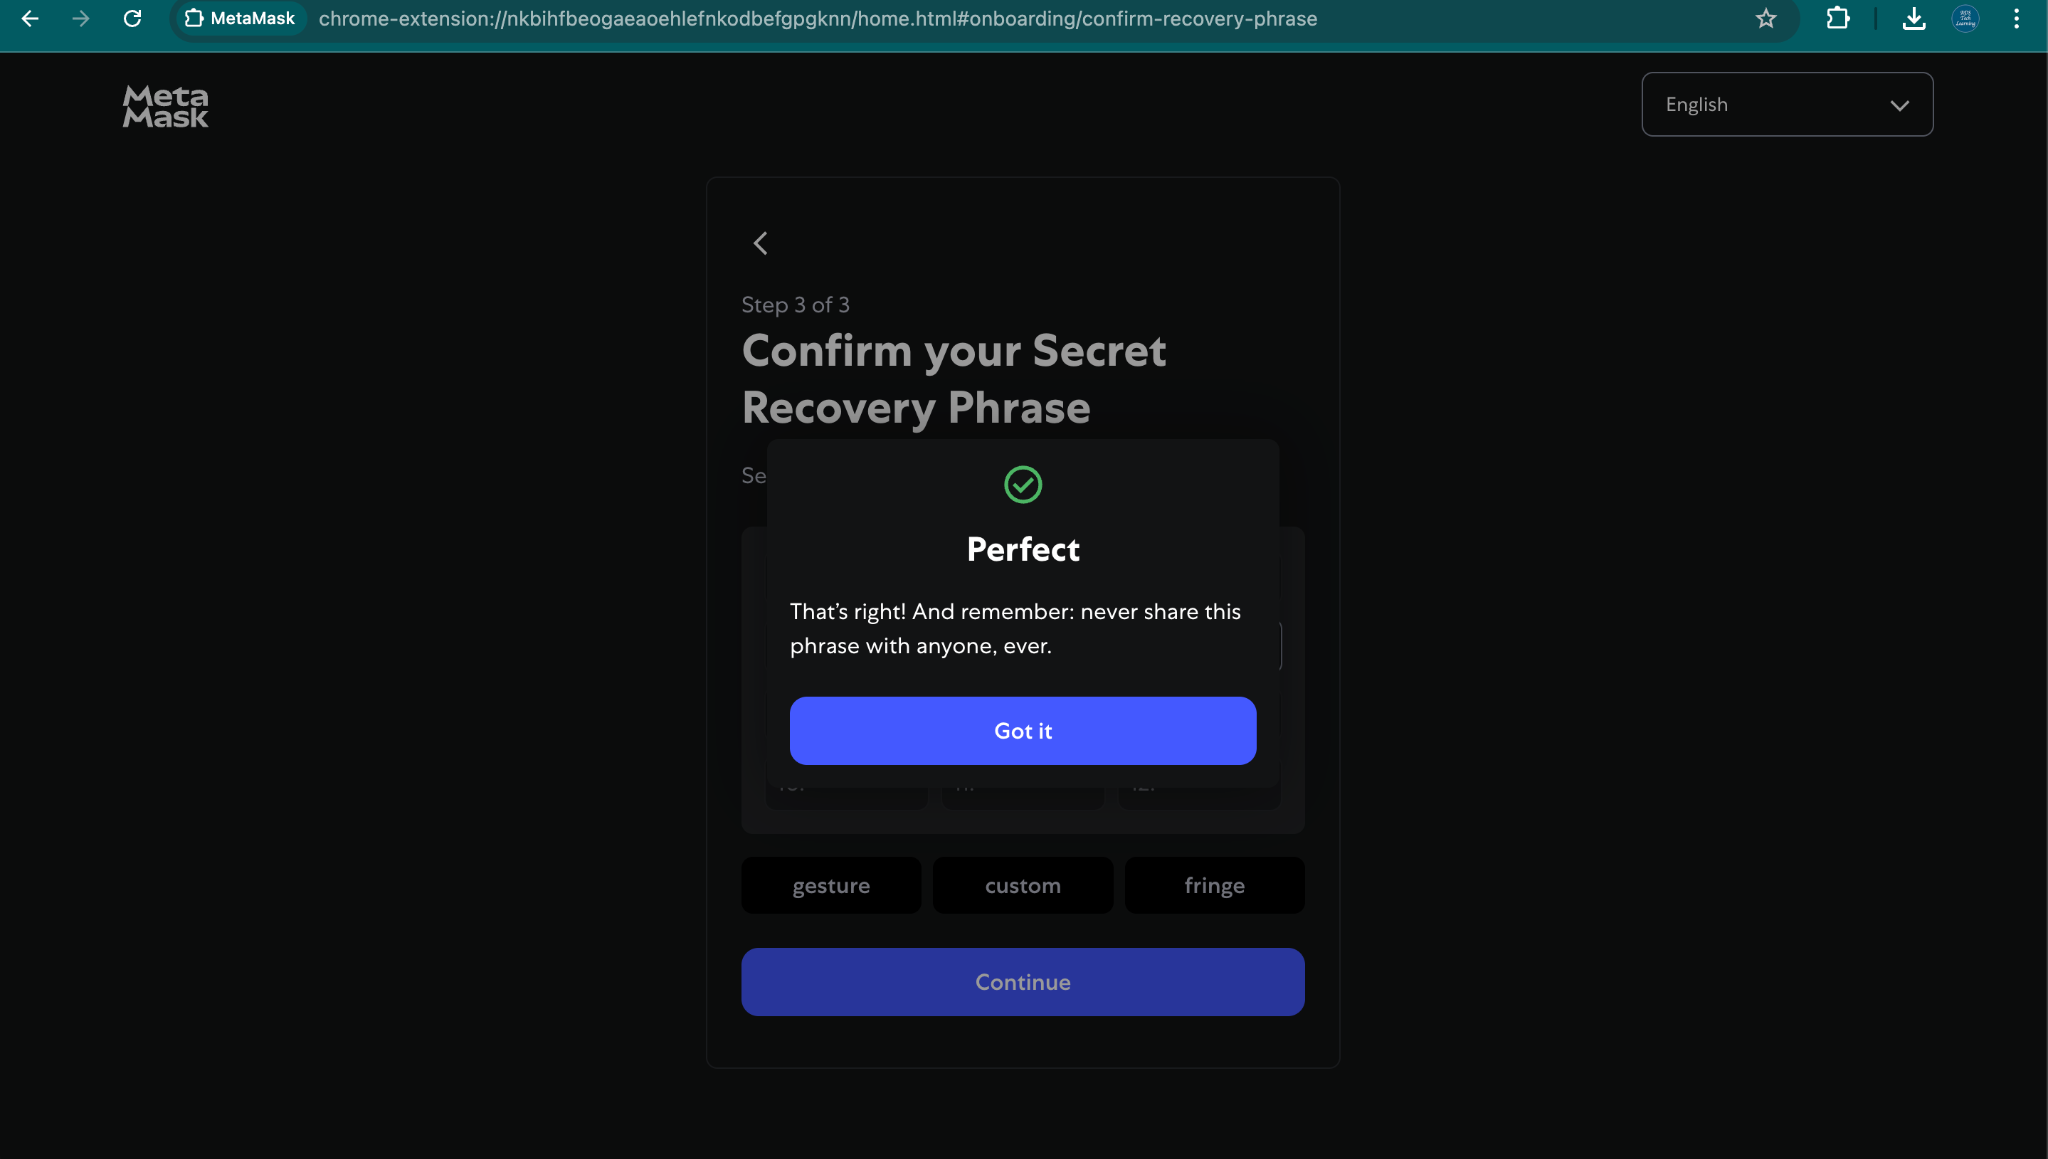 MetaMask
chrome-extension://nkbihfbeogaeaoehlefnkodbefgpgknn/home.html#onboarding/confirm-recovery-phrase
Meta
Mask
English
Step 3 of 3
Confirm your Secret
Recovery Phrase
Se
Perfect
That's right! And remember: never share this
phrase with anyone, ever.
Got it
gesture
custom
fringe
Continue